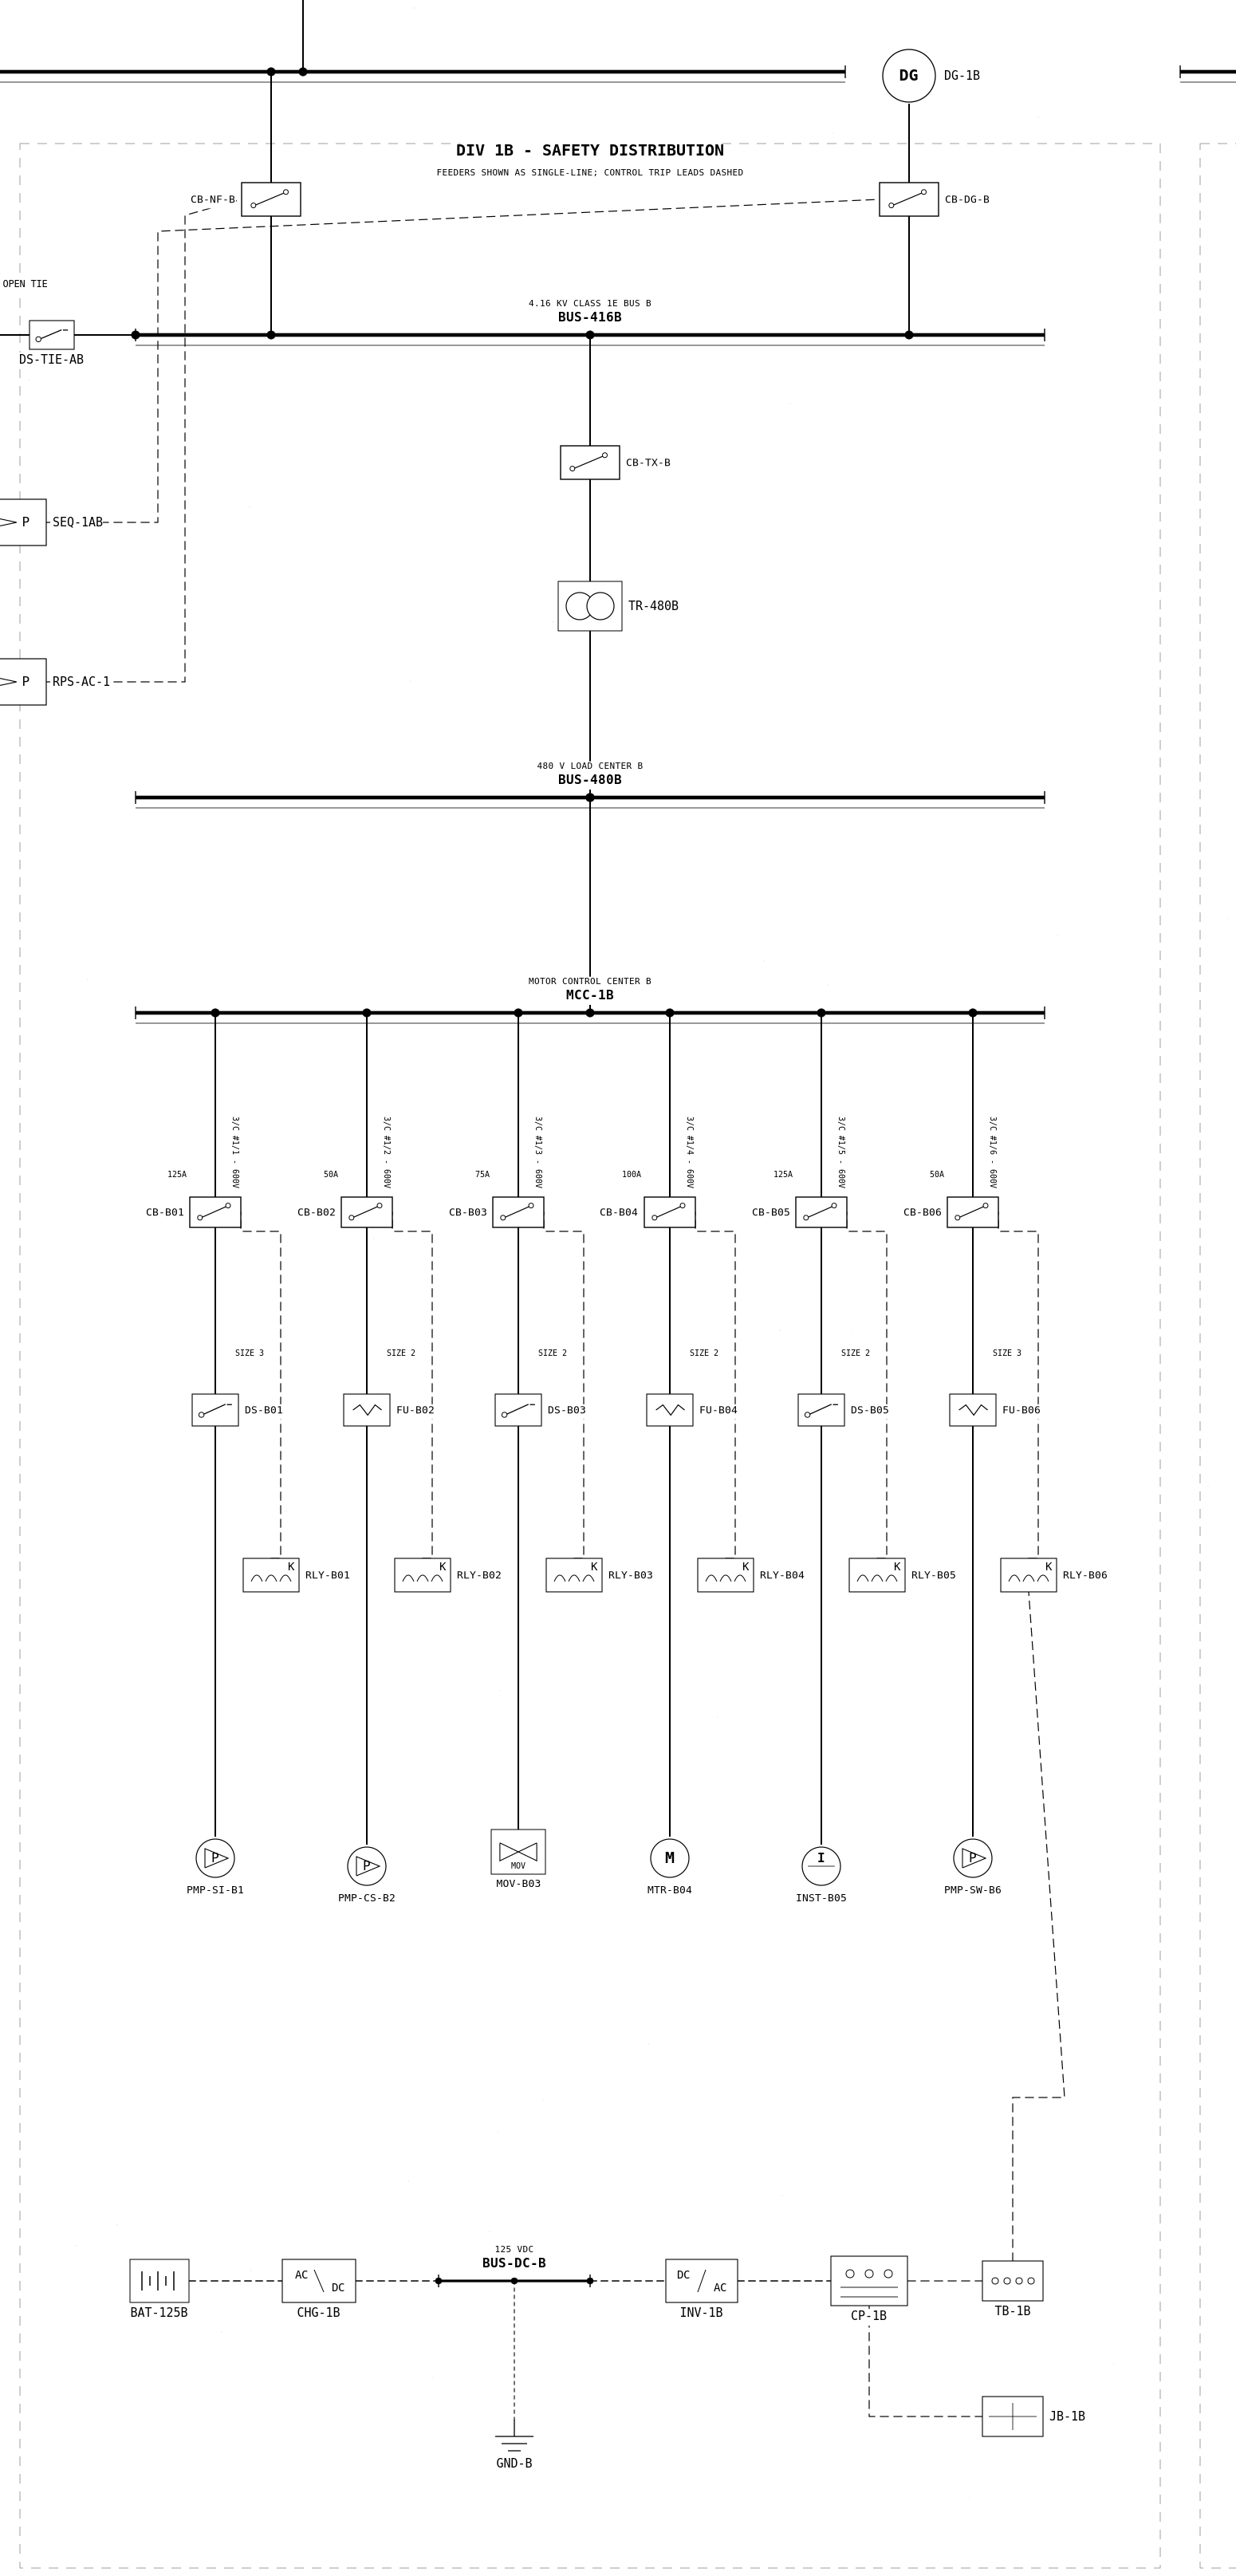 DG
DG-1B
DIV 1B - SAFETY DISTRIBUTION
FEEDERS SHOWN AS SINGLE-LINE; CONTROL TRIP LEADS DASHED
CB-NF-B
CB-DG-B
OPEN TIE
4.16 KV CLASS 1E BUS B
BUS-416B
DS-TIE-AB
CB-TX-B
P
SEQ-1AB
TR-480B
P
RPS-AC-1
480 V LOAD CENTER B
BUS-480B
MOTOR CONTROL CENTER B
MCC-1B
3/C #1/1 - 600V
3/C #1/2 - 600V
3/C #1/3 - 600V
3/C #1/4 - 600V
3/C #1/5 - 600V
3/C #1/6 - 600V
125A
50A
75A
100A
125A
50A
CB-B01
CB-B02
CB-B03
CB-B04
CB-B05
CB-B06
SIZE 3
SIZE 2
SIZE 2
SIZE 2
SIZE 2
SIZE 3
DS-B01
FU-B02
DS-B03
FU-B04
DS-B05
FU-B06
K
RLY-B01
K
RLY-B02
K
RLY-B03
K
RLY-B04
K
RLY-B05
K
RLY-B06
P
PMP-SI-B1
P
PMP-CS-B2
MOV
MOV-B03
M
MTR-B04
I
INST-B05
P
PMP-SW-B6
125 VDC
BUS-DC-B
BAT-125B
AC
DC
CHG-1B
DC
AC
INV-1B
CP-1B
TB-1B
JB-1B
GND-B